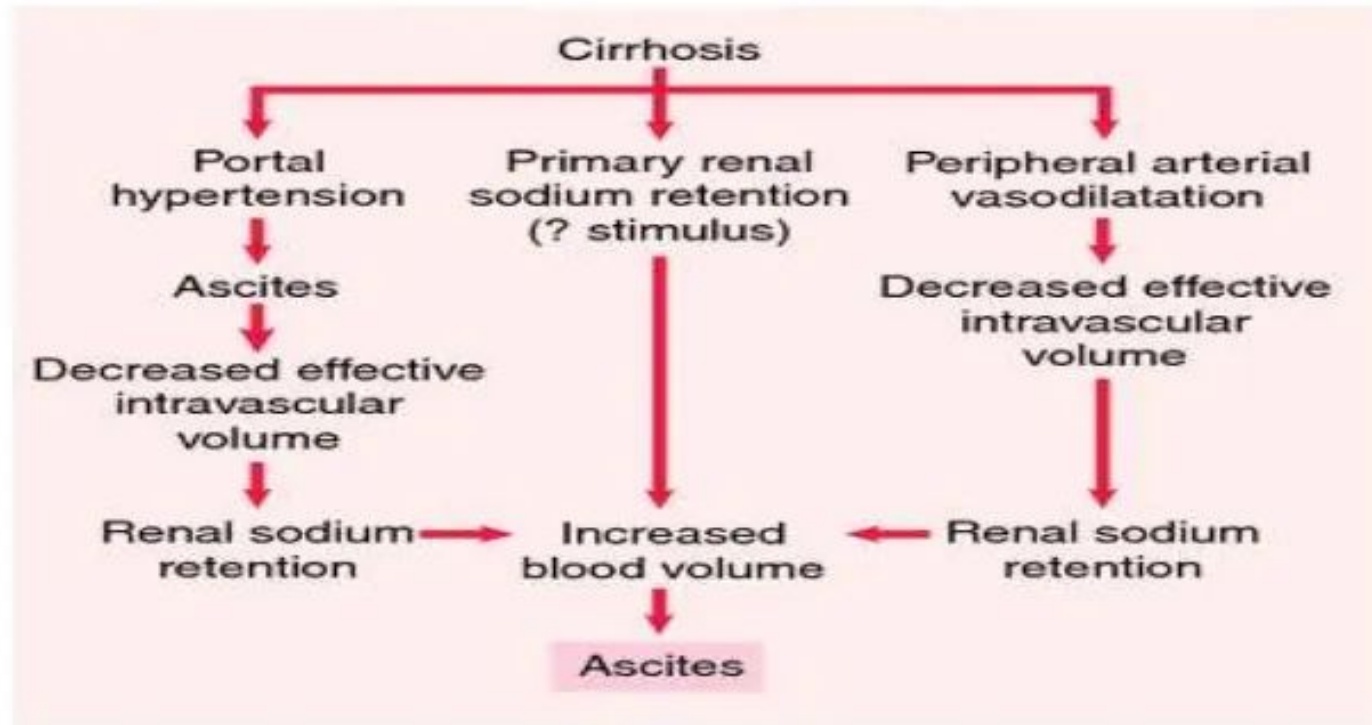 Cirrhosis
Portal
hypertension
Primary renal
sodium retention
(? stimulus)
Peripheral arterial
vasodilatation
Ascites
Decreased effective
intravascular
volume
Decreased effective
intravascular
volume
Renal sodium
retention
Increased
blood volume
Renal sodium
retention
Ascites